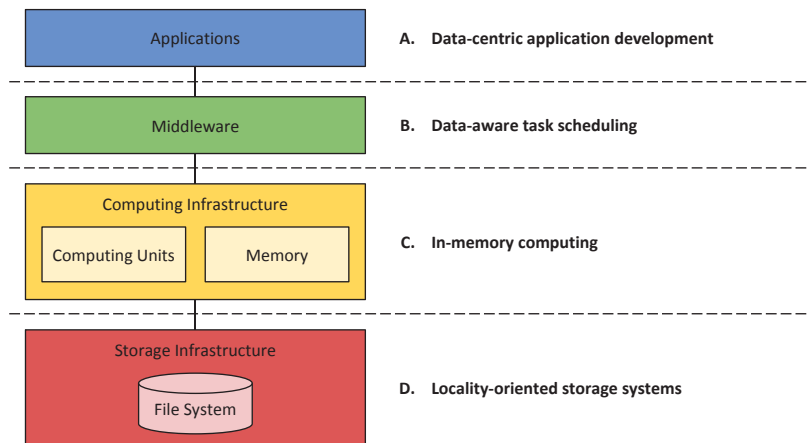 Applications
A. Data-centric application development
Middleware
B. Data-aware task scheduling
Computing Infrastructure
Computing Units
Memory
C. In-memory computing
Storage Infrastructure
File System
D. Locality-oriented storage systems